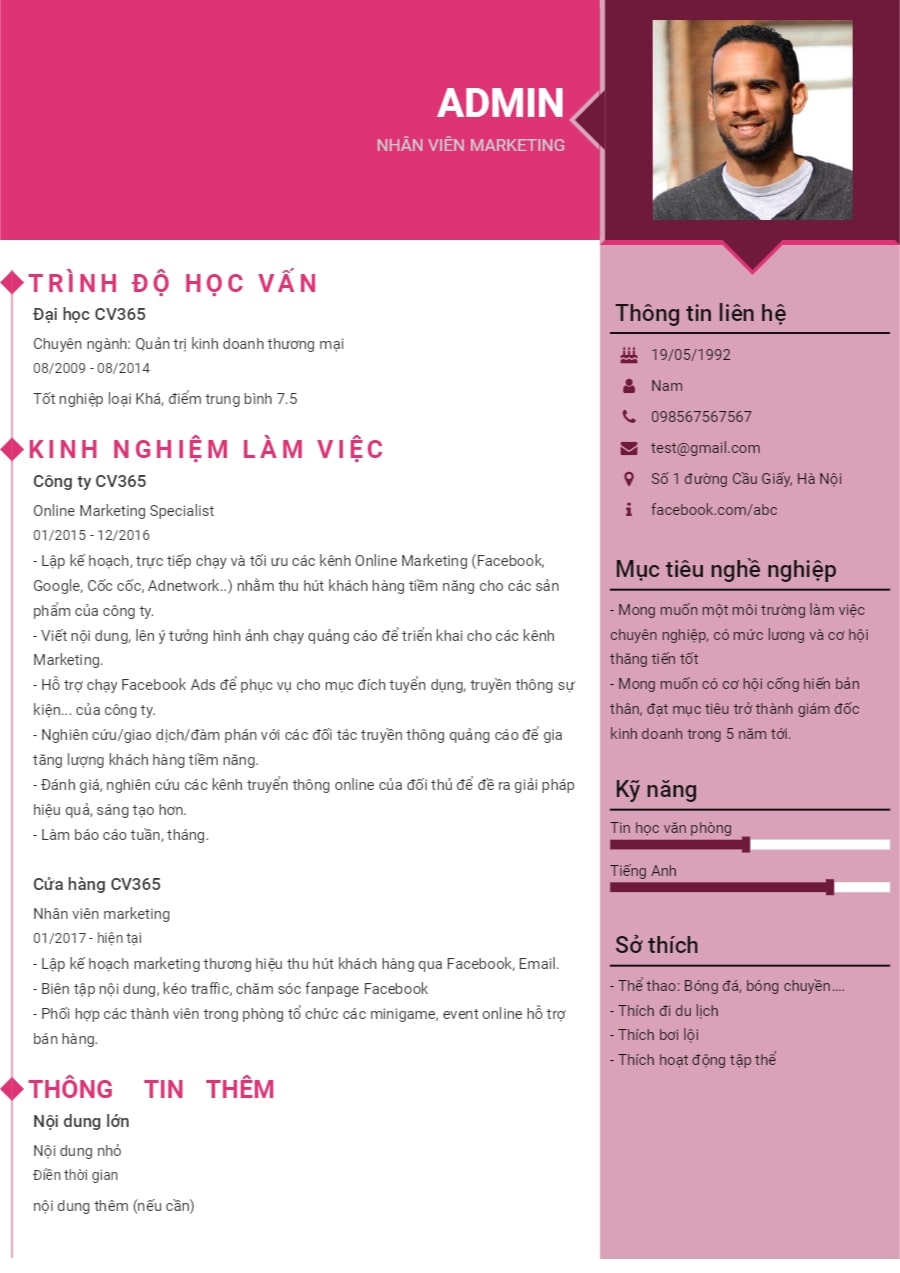 ADMIN
NHÂN VIÊN MARKETING
TRÌNH ĐỘ HỌC VẤN
Đại học CV365
Chuyên ngành: Quản trị kinh doanh thương mại
08/2009 - 08/2014
Tốt nghiệp loại Khá, điểm trung bình 7.5
KINH NGHIỆM LÀM VIỆC
Công ty CV365
Online Marketing Specialist
01/2015 - 12/2016
- Lập kế hoạch, trực tiếp chạy và tối ưu các kênh Online Marketing (Facebook,
Google, Cốc cốc, Adnetwork..) nhằm thu hút khách hàng tiềm năng cho các sản
phẩm của công ty.
- Viết nội dung, lên ý tưởng hình ảnh chạy quảng cáo để triển khai cho các kênh
Marketing.
- Hỗ trợ chạy Facebook Ads để phục vụ cho mục đích tuyển dụng, truyền thông sự
kiện... của công ty.
- Nghiên cứu/giao dịch/đàm phán với các đối tác truyền thông quảng cáo để gia
tăng lượng khách hàng tiềm năng.
- Đánh giá, nghiên cứu các kênh truyển thông online của đối thủ để đề ra giải pháp
hiệu quả, sáng tạo hơn.
- Làm báo cáo tuần, tháng.
Cửa hàng CV365
Nhân viên marketing
01/2017 - hiện tại
- Lập kế hoạch marketing thương hiệu thu hút khách hàng qua Facebook, Email.
- Biên tập nội dung, kéo traffic, chăm sóc fanpage Facebook
- Phối hợp các thành viên trong phòng tổ chức các minigame, event online hỗ trợ
bán hàng.
THÔNG TIN THÊM
Nội dung lớn
Nội dung nhỏ
Điền thời gian
nội dung thêm (nếu cần)
Thông tin liên hệ
19/05/1992
Nam
098567567567
test@gmail.com
Số 1 đường Cầu Giấy, Hà Nội
facebook.com/abc
Mục tiêu nghề nghiệp
- Mong muốn một môi trường làm việc
chuyên nghiệp, có mức lương và cơ hội
thăng tiến tốt
- Mong muốn có cơ hội cống hiến bản
thân, đạt mục tiêu trở thành giám đốc
kinh doanh trong 5 năm tới.
Kỹ năng
Tin học văn phòng
Tiếng Anh
Sở thích
- Thể thao: Bóng đá, bóng chuyền....
- Thích đi du lịch
- Thích bơi lội
- Thích hoạt động tập thể